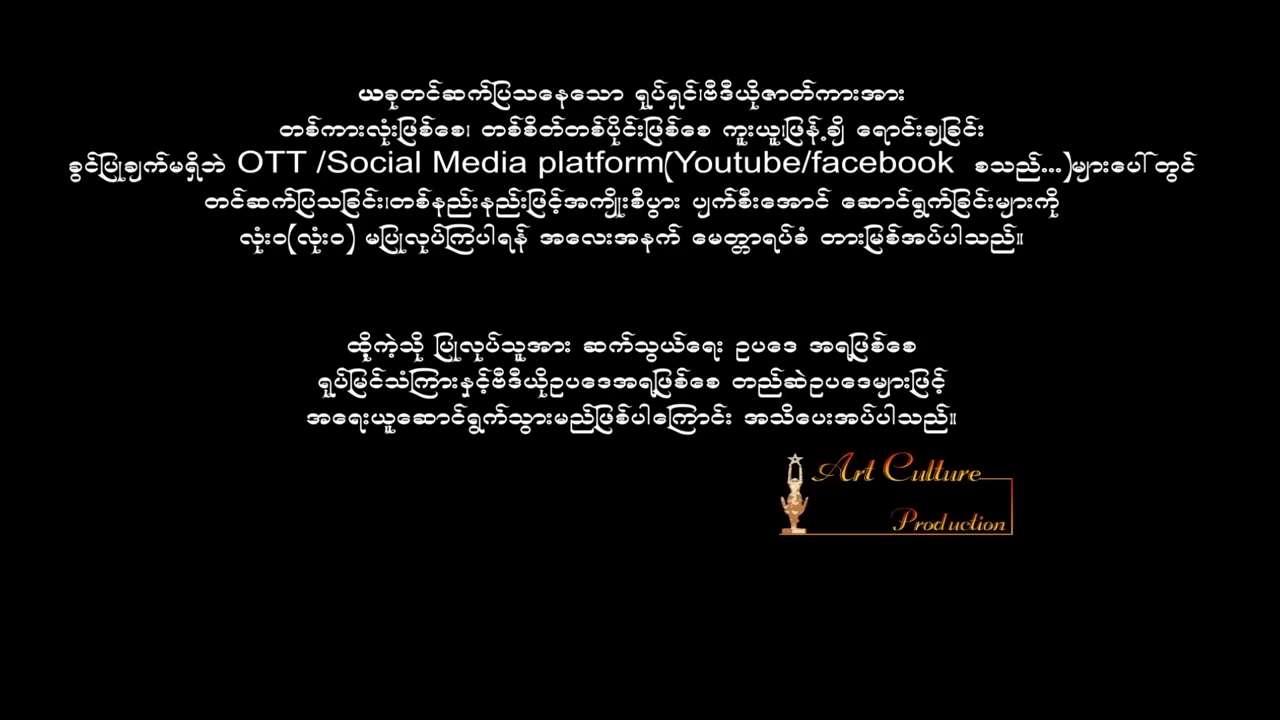 ယခုတင်ဆက်ပြသနေသော ရုပ်ရှင်၊ဗီဒီယိုဇာတ်ကားအား
တစ်ကားလုံးဖြစ်စေ၊ တစ်စိတ်တစ်ပိုင်းဖြစ်စေ ကူးယူ၊ဖြန့်ချိ ရောင်းချခြင်း
ခွင့်ပြုချက်မရှိဘဲ OTT /Social Media platform(Youtube/facebook စသည်...)များပေါ်တွင်
တင်ဆက်ပြသခြင်း၊တစ်နည်းနည်းဖြင့်အကျိုးစီးပွား ပျက်စီးအောင် ဆောင်ရွက်ခြင်းများကို
လုံးဝ(လုံးဝ) မပြုလုပ်ကြပါရန် အလေးအနက် မေတ္တာရပ်ခံ တားမြစ်အပ်ပါသည်။
ထိုကဲ့သို့ ပြုလုပ်သူအား ဆက်သွယ်ရေး ဥပဒေ အရဖြစ်စေ
ရုပ်မြင်သံကြားနှင့်ဗီဒီယိုဥပဒေအရဖြစ်စေ တည်ဆဲဥပဒေများဖြင့်
အရေးယူဆောင်ရွက်သွားမည်ဖြစ်ပါကြောင်း အသိပေးအပ်ပါသည်။
Art Culture
Production